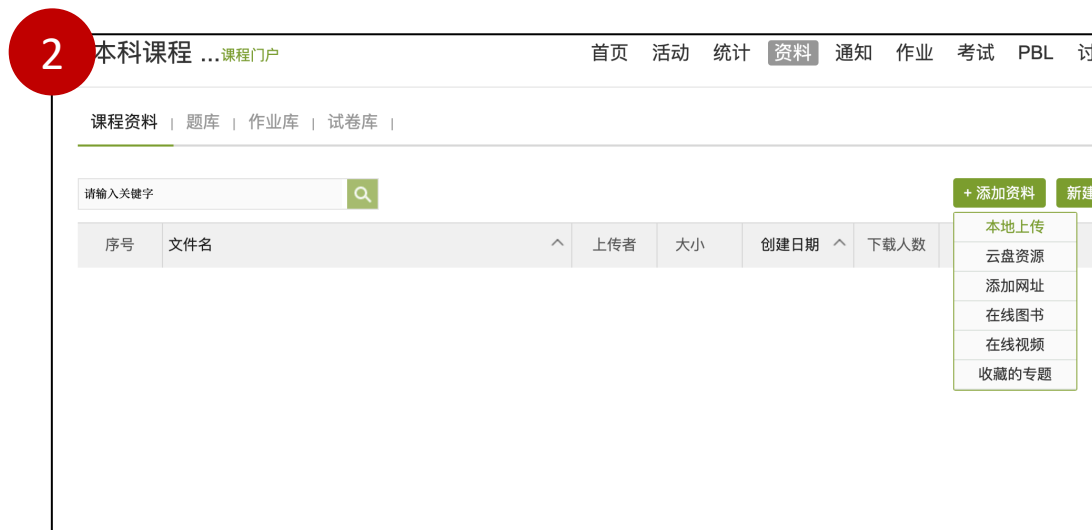 2
本科课程 ...课程门户 首页 活动 统计 资料 通知 作业 考试 PBL
课程资料 | 题库 | 作业库 | 试卷库 |
请输入关键字 + 添加资料 新建
序号 文件名 上传者 大小 创建日期 下载人数
本地上传
云盘资源
添加网址
在线图书
在线视频
收藏的专题